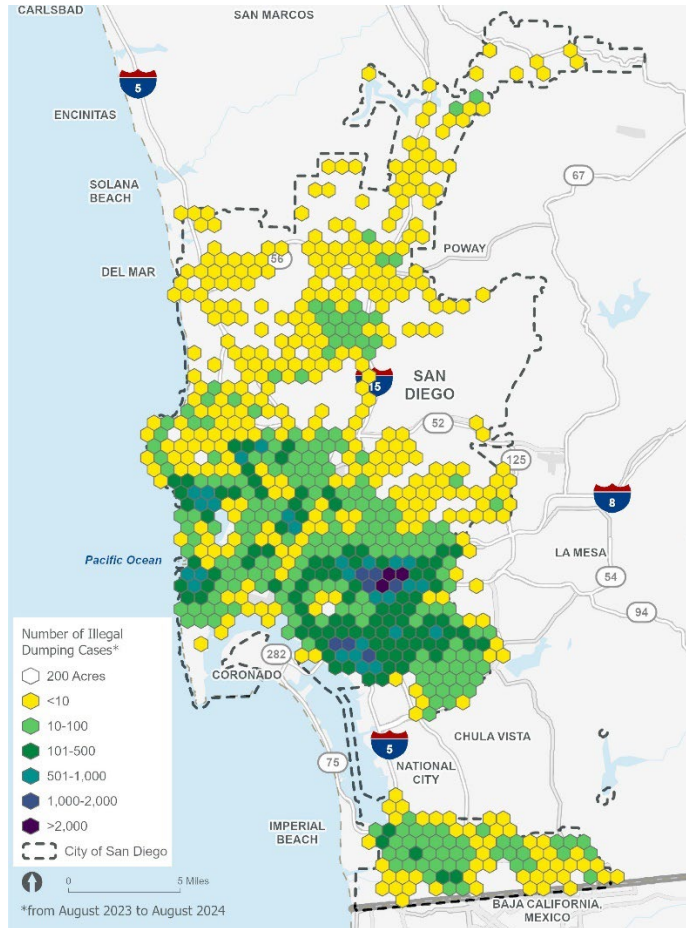 CARLSBAD
SAN MARCOS
5
ENCINITAS
SOLANA
BEACH
67
DEL MAR
56
POWAY
15
SAN
DIEGO
52
125
8
Pacific Ocean
LA MESA
54
94
Number of Illegal
Dumping Cases*
200 Acres
<10
10-100
101-500
501-1,000
1,000-2,000
>2,000
City of San Diego
0 5 Miles
*from August 2023 to August 2024
282
CORONADO
5
CHULA VISTA
75
NATIONAL
CITY
IMPERIAL
BEACH
BAJA CALIFORNIA,
MEXICO